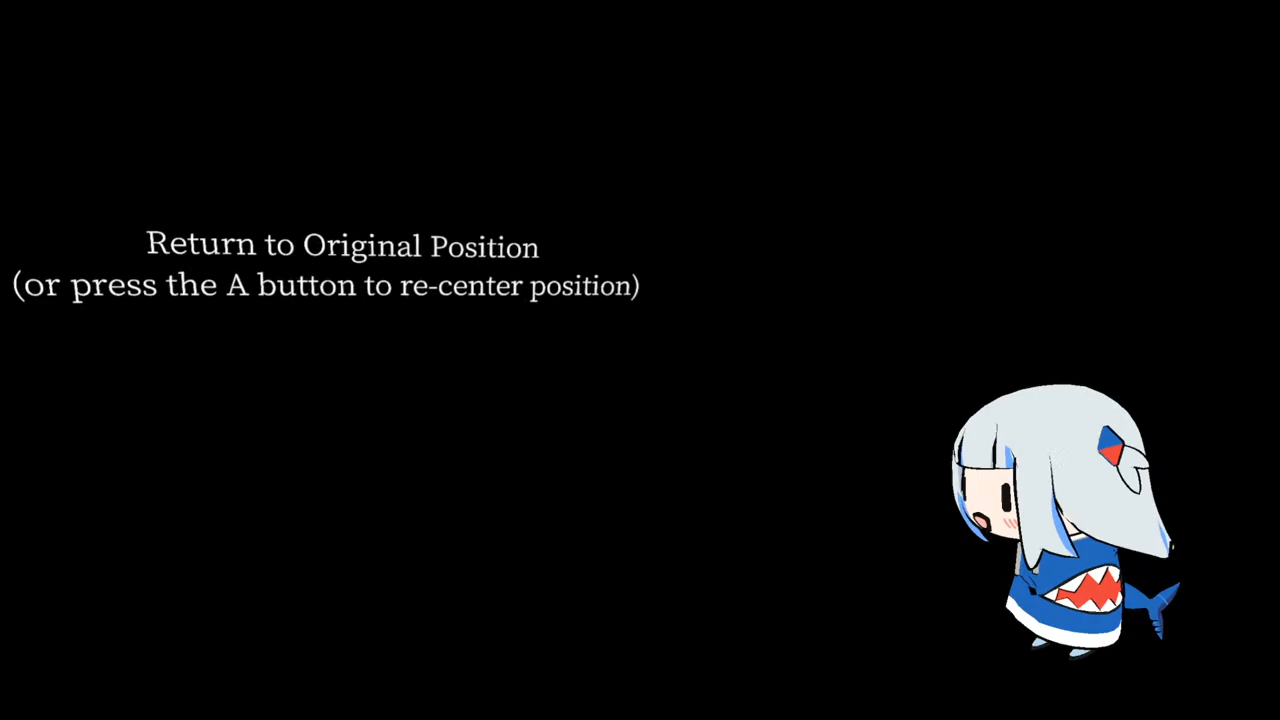 Return to Original Position
(or press the A button to re-center position)